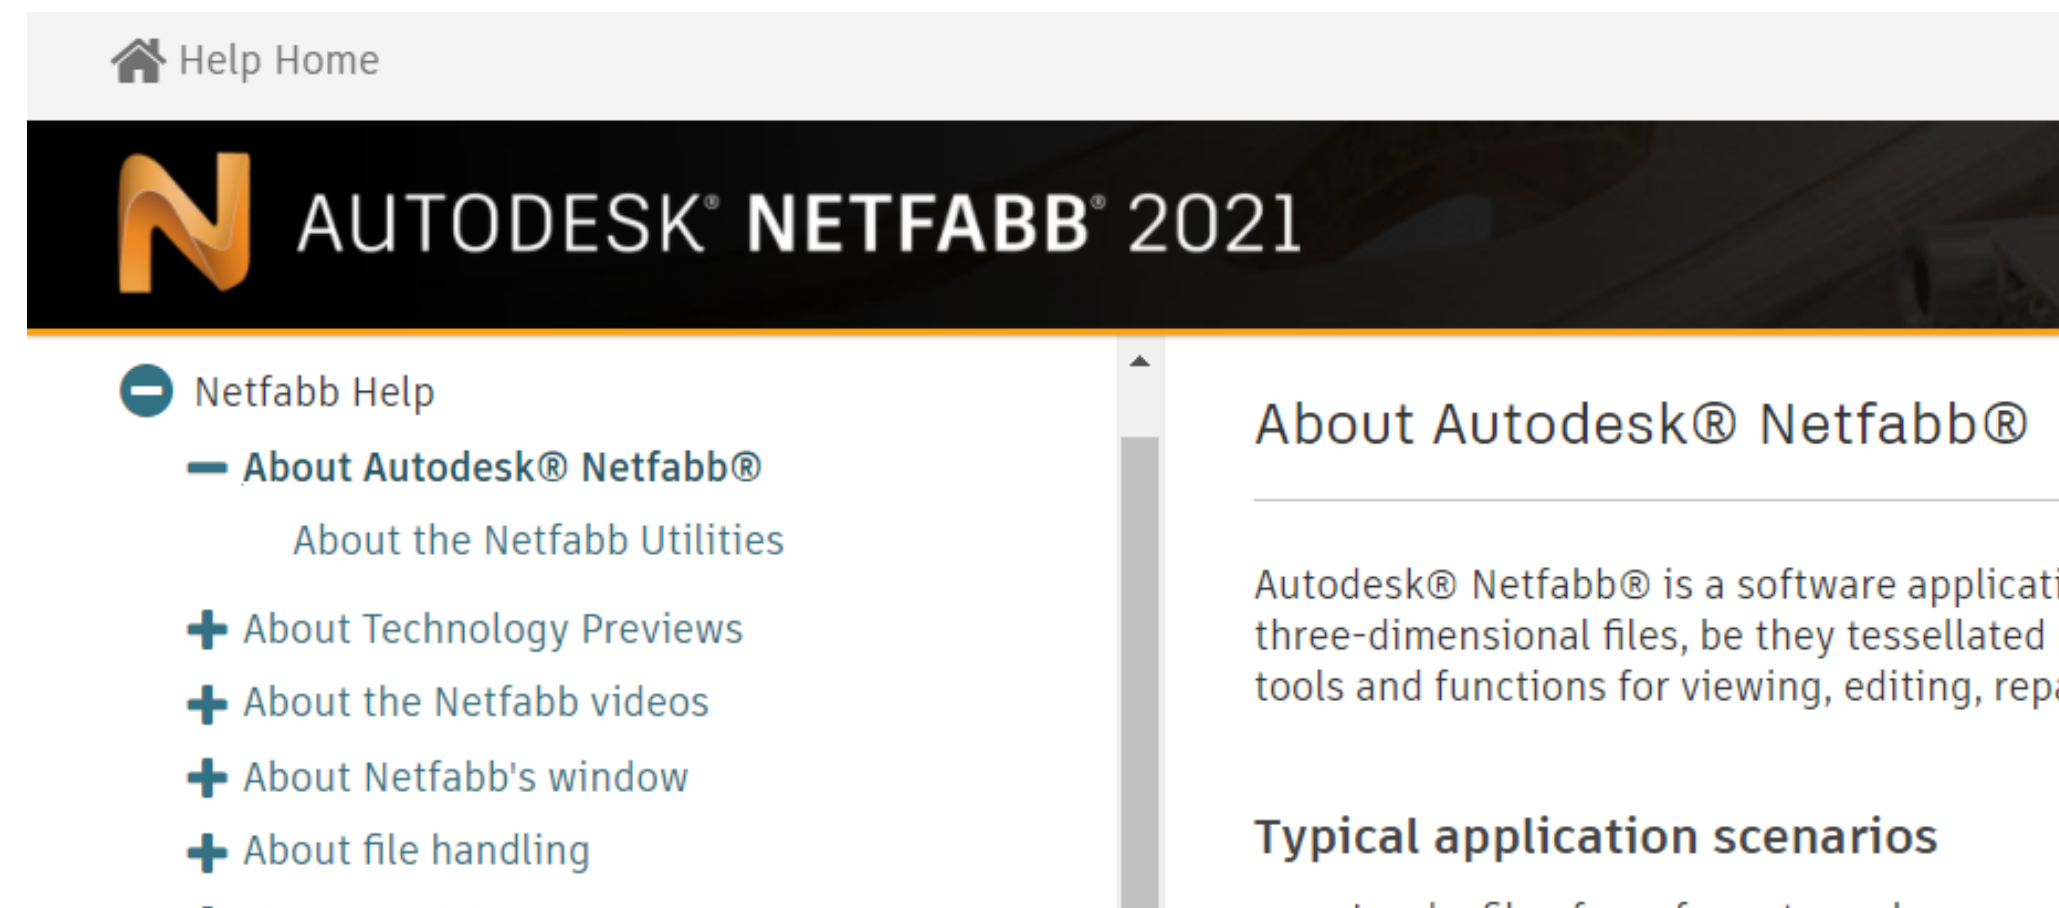 Help Home
AUTODESK® NETFABB® 2021
Netfabb Help
About Autodesk® Netfabb®
About the Netfabb Utilities
About Technology Previews
About the Netfabb videos
About Netfabb's window
About file handling
About Autodesk® Netfabb®
Autodesk® Netfabb® is a software
three-dimensional files, be they tessellated
tools and functions for viewing, editing,
Typical application scenarios